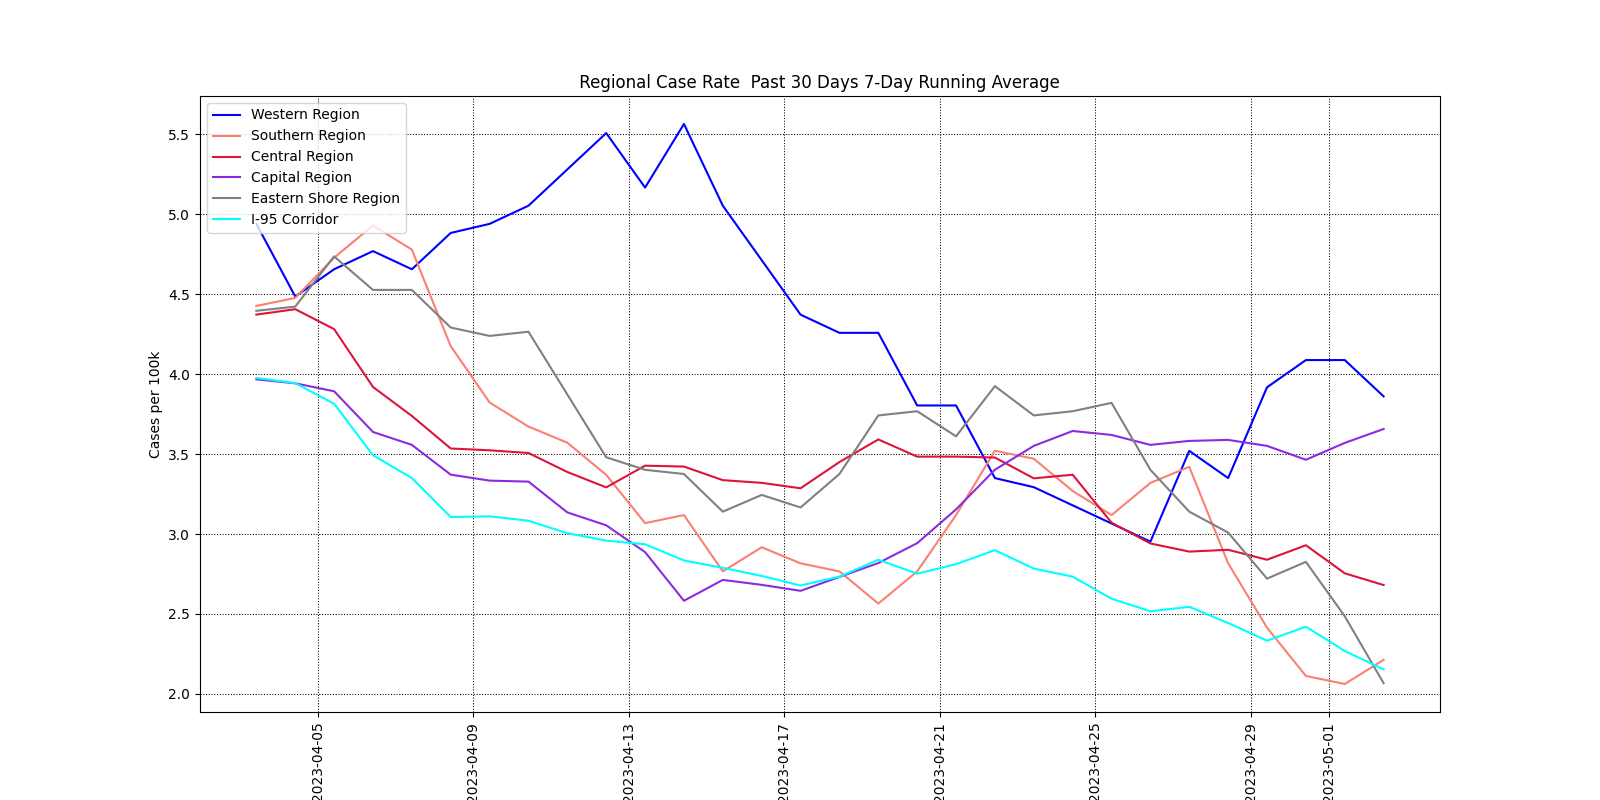 Regional Case Rate  Past 30 Days 7-Day Running Average
Western Region
Southern Region
Central Region
Capital Region
Eastern Shore Region
I-95 Corridor
Cases per 100k
5.5
5.0
4.5
4.0
3.5
3.0
2.5
2.0
2023-04-05
2023-04-09
2023-04-13
2023-04-17
2023-04-21
2023-04-25
2023-04-29
2023-05-01